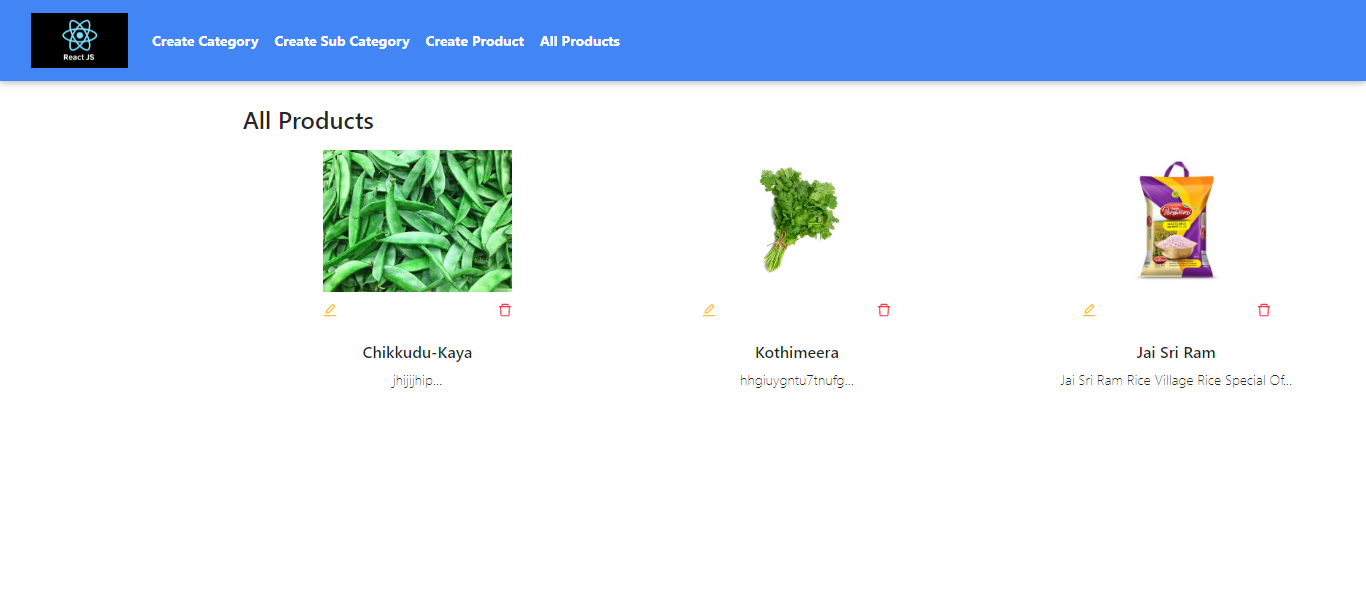 React JS
Create Category Create Sub Category Create Product All Products
All Products
Chikkudu-Kaya
jhijijhip...
Kothimeera
hhgiuygntu7tnufg...
Jai Sri Ram
Jai Sri Ram Rice Village Rice Special Of...